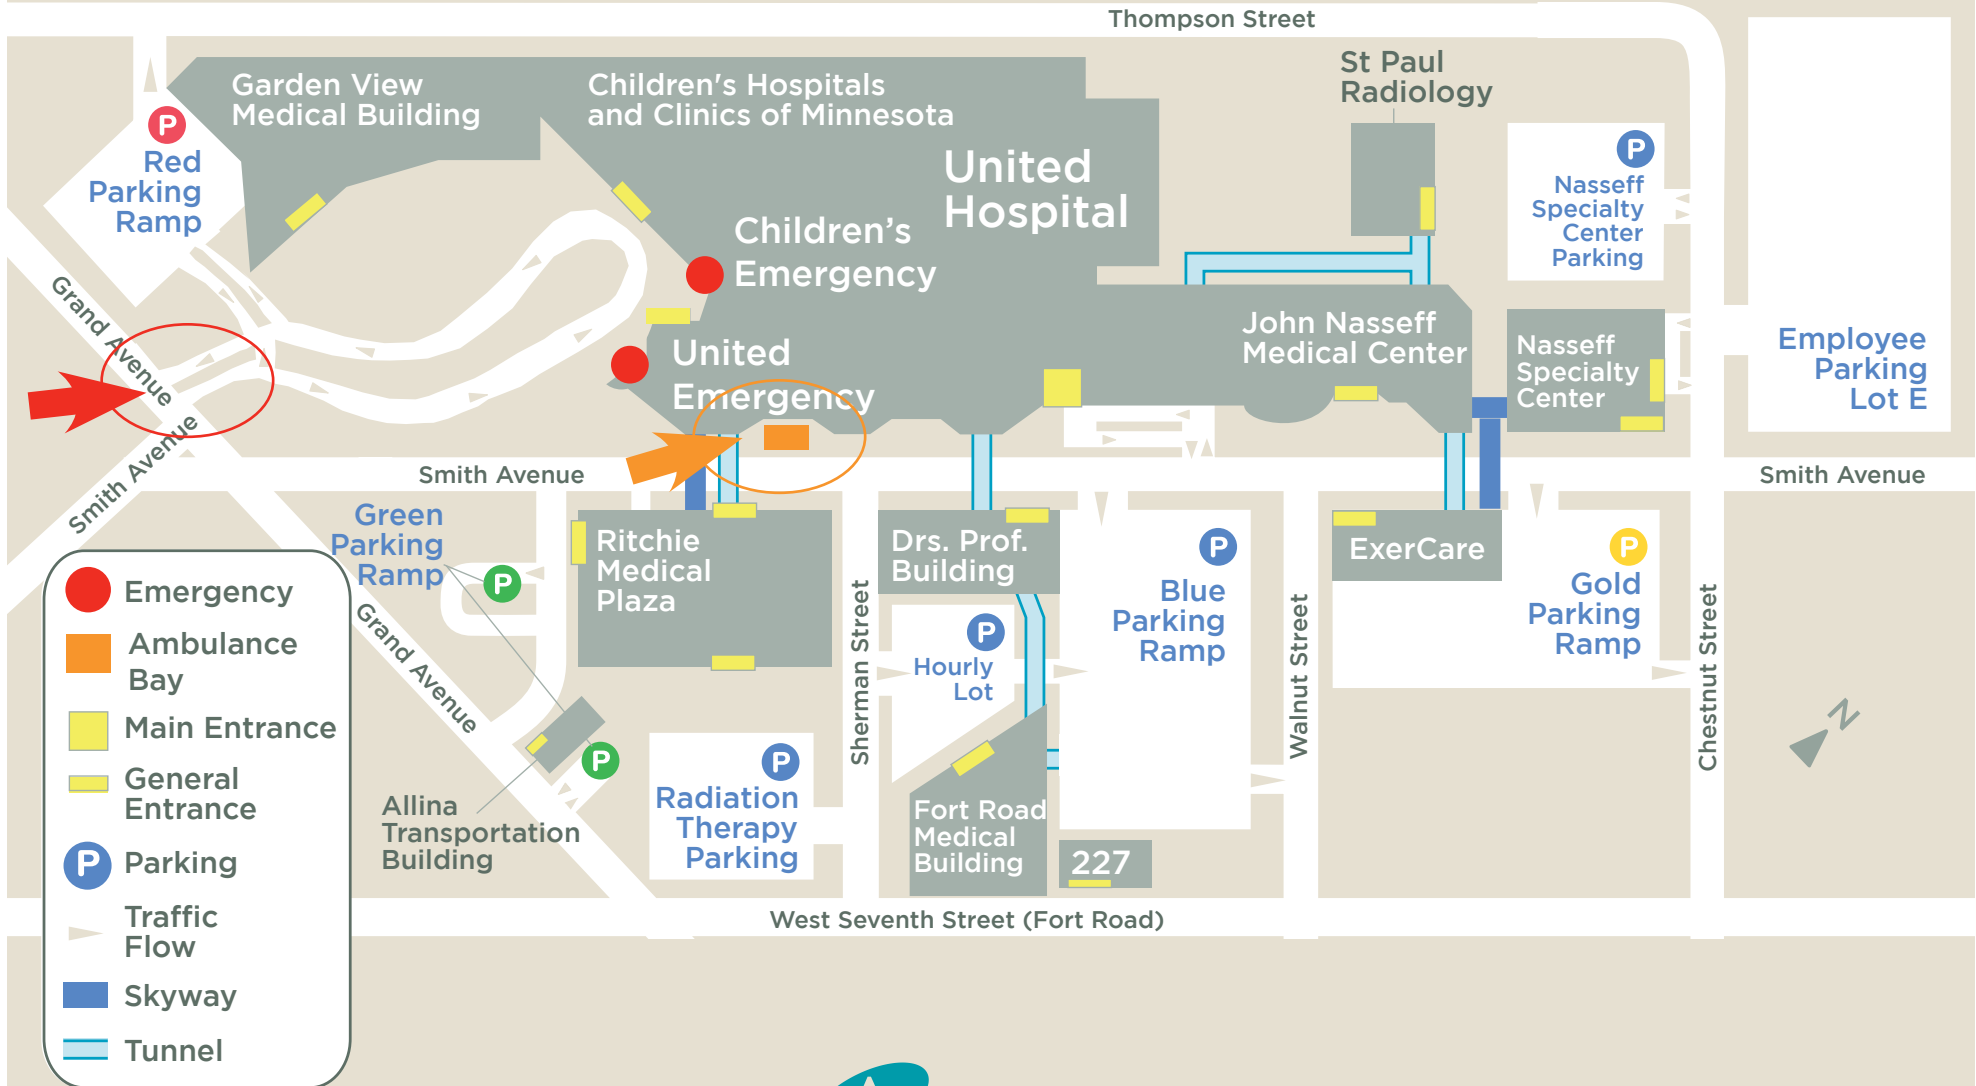 Thompson Street
Garden View
Medical Building
Children's Hospitals
and Clinics of Minnesota
St Paul
Radiology
P
Red
Parking
Ramp
United
Hospital
P
Nasseff
Specialty
Center
Parking
Children's
Emergency
Grand Avenue
United
Emergency
John Nasseff
Medical Center
Nasseff
Specialty
Center
Employee
Parking
Lot E
Smith Avenue
Smith Avenue
Smith Avenue
Green
Parking
Ramp
P
Ritchie
Medical
Plaza
Drs. Prof.
Building
P
Blue
Parking
Ramp
ExerCare
P
Gold
Parking
Ramp
Grand Avenue
Sherman Street
P
Hourly
Lot
Walnut Street
Chestnut Street
N
P
Allina
Transportation
Building
P
Radiation
Therapy
Parking
Fort Road
Medical
Building
227
West Seventh Street (Fort Road)
Emergency
Ambulance
Bay
Main Entrance
General
Entrance
P
Parking
Traffic
Flow
Skyway
Tunnel